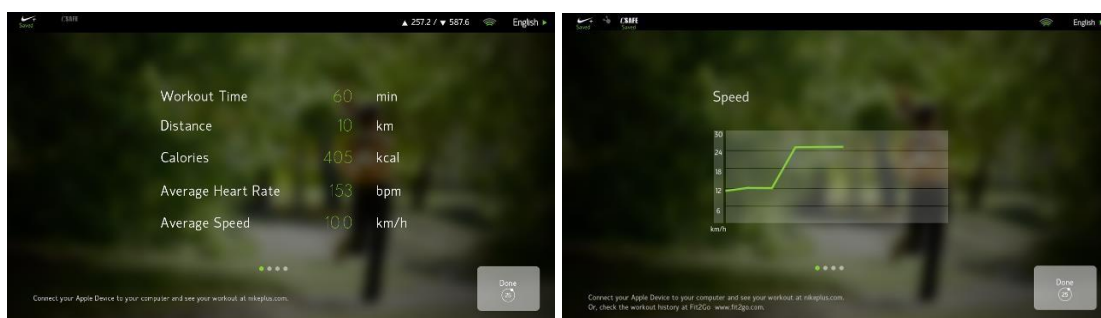 Saved
CSAFE
▲ 257.2 / ▼ 587.6
English ▶
Workout Time 60 min
Distance 10 km
Calories 405 kcal
Average Heart Rate 153 bpm
Average Speed 10.0 km/h
Connect your Apple Device to your computer and see your workout at nikeplus.com.
Done
25
Saved
CSAFE
Saved
English
Speed
30
24
18
12
6
km/h
Connect your Apple Device to your computer and see your workout at nikeplus.com.
Or, check the workout history at Fit2Go www.fit2go.com.
Done
25